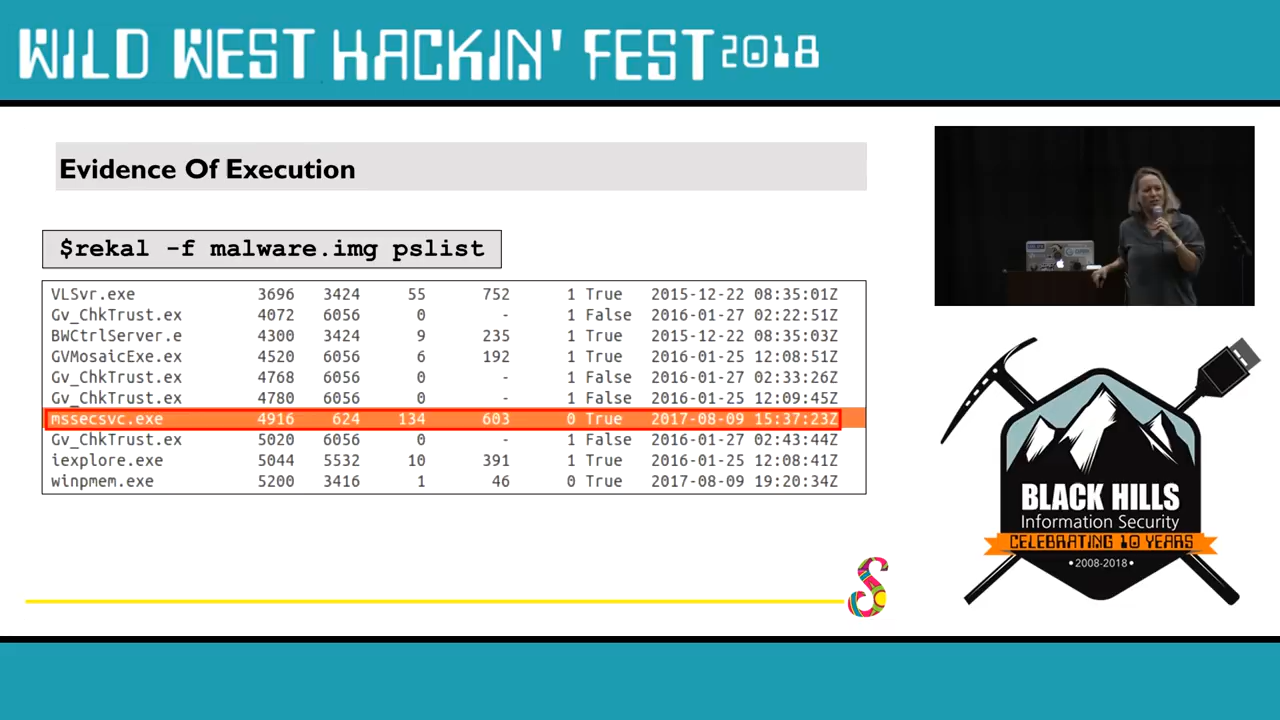 WILD WEST HACKIN' FEST 2018
Evidence Of Execution
$rekal -f malware.img pslist
VLSvr.exe 3696 3424 55 752 1 True 2015-12-22 08:35:01Z
Gv_ChkTrust.ex 4072 6056 0 - 1 False 2016-01-27 02:22:51Z
BWCtrlServer.e 4300 3424 9 235 1 True 2015-12-22 08:35:03Z
GVMosaicExe.ex 4520 6056 6 192 1 True 2016-01-25 12:08:51Z
Gv_ChkTrust.ex 4768 6056 0 - 1 False 2016-01-27 02:33:26Z
Gv_ChkTrust.ex 4780 6056 0 - 1 False 2016-01-27 12:09:45Z
mssecsvc.exe 4916 624 134 603 0 True 2017-08-09 15:37:23Z
Gv_ChkTrust.ex 5020 6056 0 - 1 False 2016-01-27 02:43:44Z
iexplore.exe 5044 5532 10 391 1 True 2016-01-25 12:08:41Z
winpmem.exe 5200 3416 1 46 0 True 2017-08-09 19:20:34Z
S
BLACK HILLS
Information Security
CELEBRATING 10 YEARS
•2008-2018•